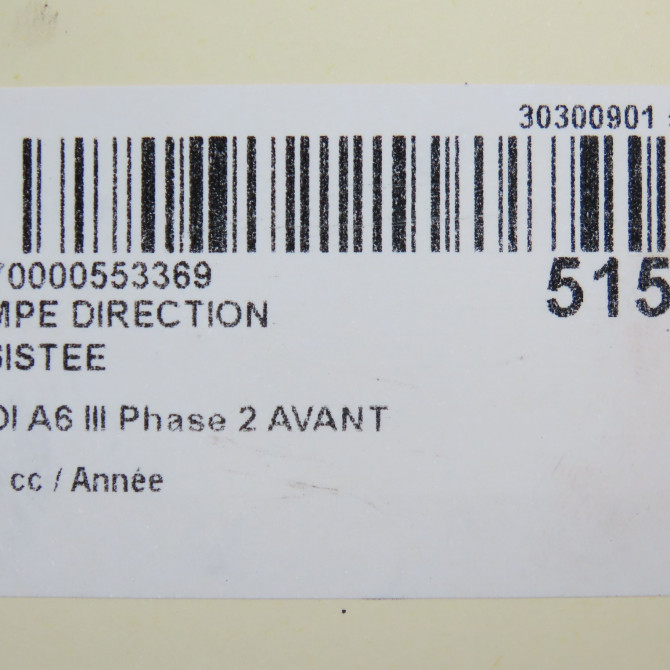 30300901
70000553369
515
MPE DIRECTION
SISTEE
DI A6 III Phase 2 AVANT
cc / Année